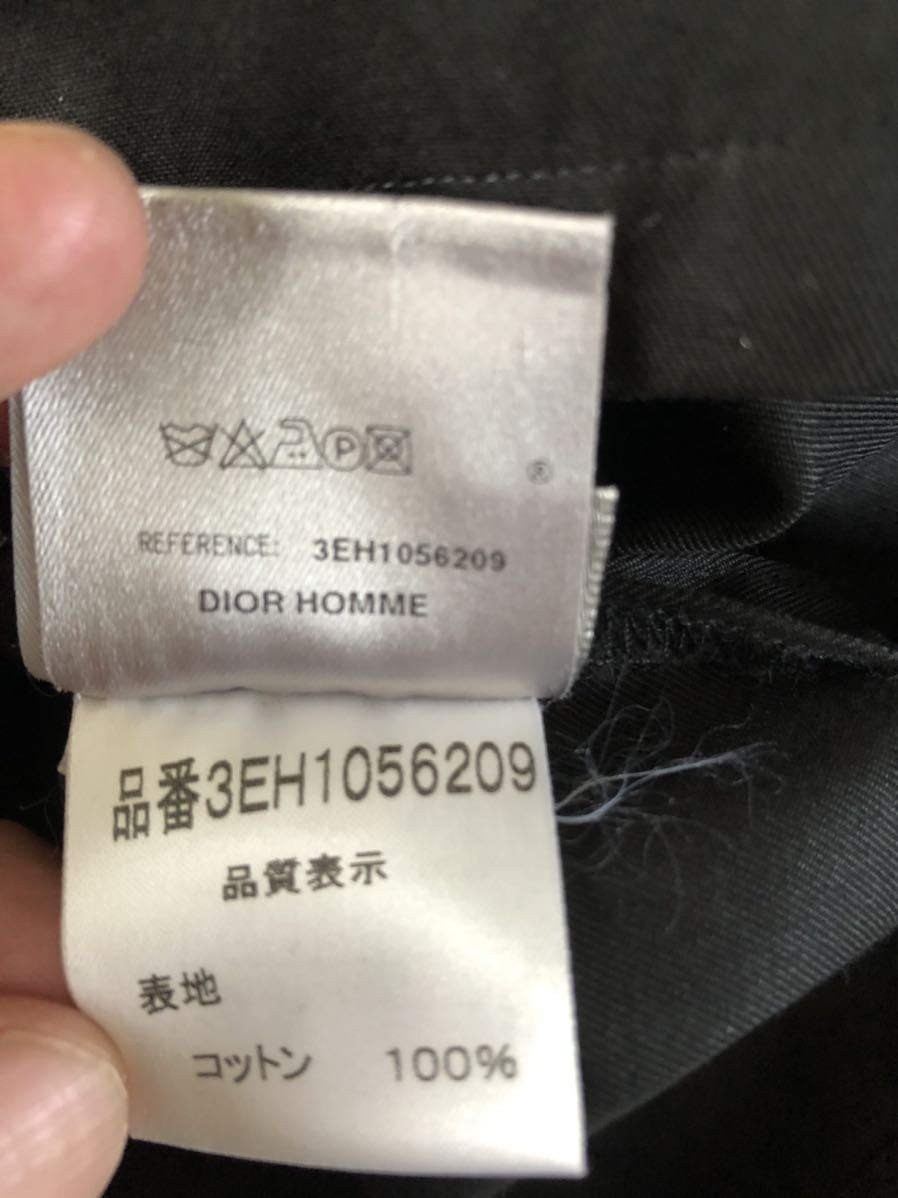 P
®
REFERENCE: 3EH1056209
DIOR HOMME
品番3EH1056209
品質表示
表地
コットン 100%